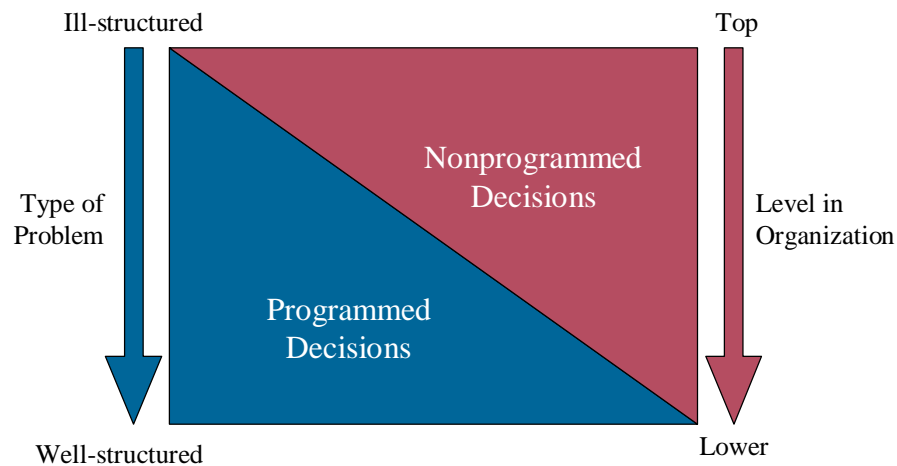 Ill-structured
Top
Nonprogrammed
Decisions
Type of
Problem
Level in
Organization
Programmed
Decisions
Well-structured
Lower